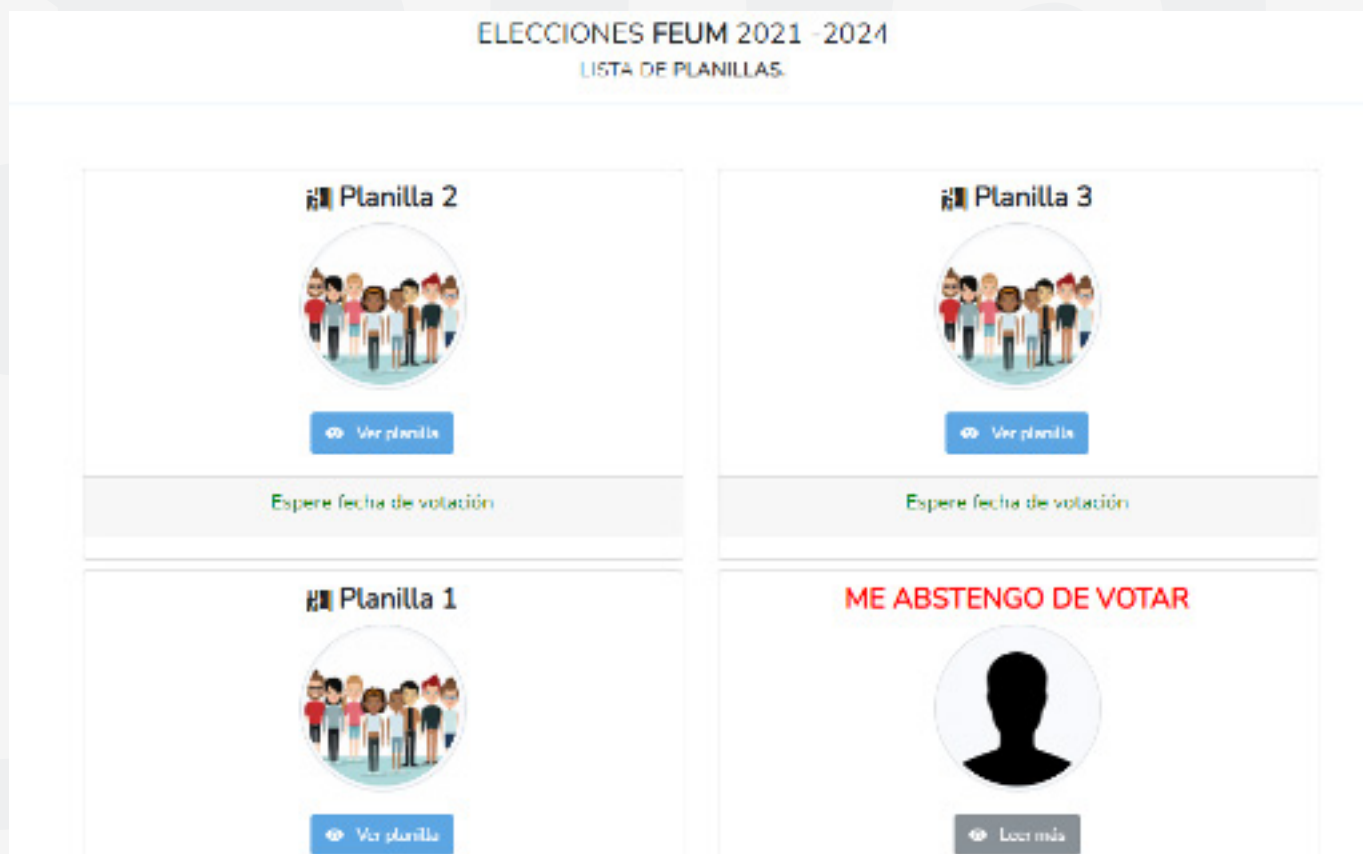 ELECCIONES FEUM 2021 -2024
LISTA DE PLANILLAS.
Planilla 2
Ver planilla
Espere fecha de votación
Planilla 3
Ver planilla
Espere fecha de votación
Planilla 1
Ver planilla
ME ABSTENGO DE VOTAR
Leer más